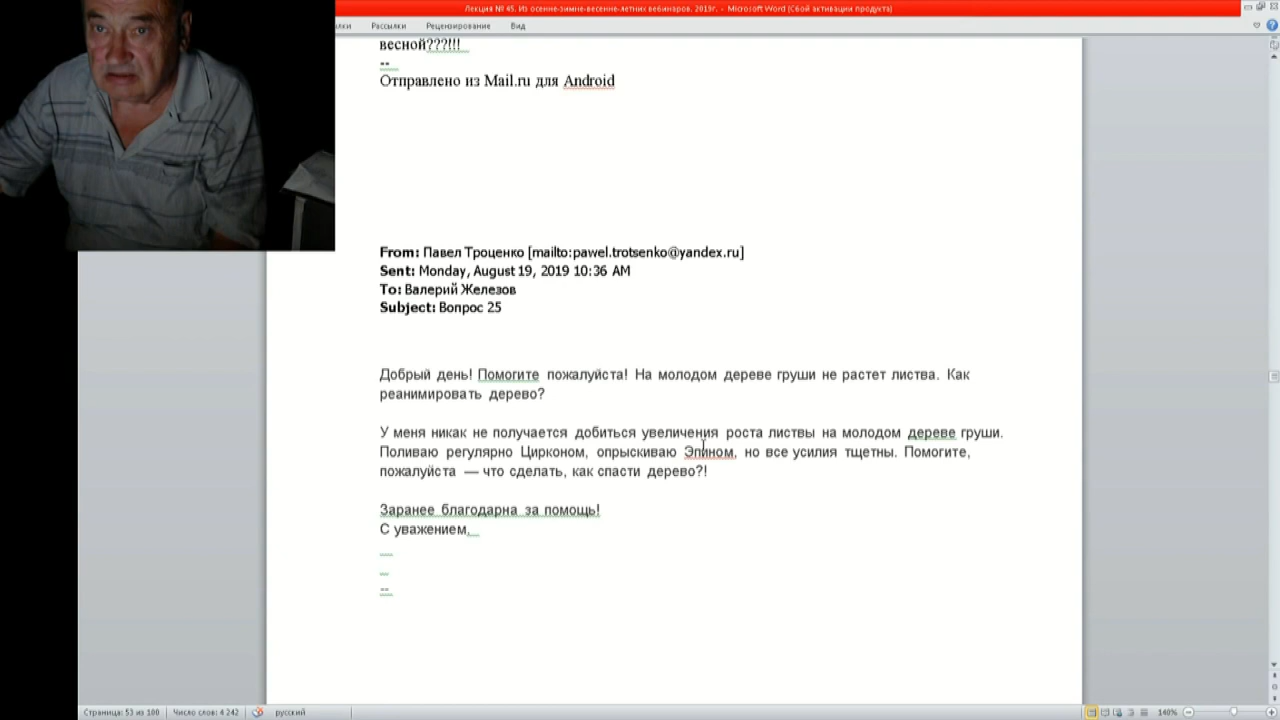 Лекция № 45. Из осенне-зимне-весенне-летних вебинаров. 2019г. - Microsoft Word (Сбой активации продукта)
Рассылки Рецензирование Вид
весной???!!!
--
Отправлено из Mail.ru для Android
From: Павел Троценко [mailto:pawel.trotsenko@yandex.ru]
Sent: Monday, August 19, 2019 10:36 AM
To: Валерий Железов
Subject: Вопрос 25
Добрый день! Помогите пожалуйста! На молодом дереве груши не растет листва. Как
реанимировать дерево?
У меня никак не получается добиться увеличения роста листвы на молодом дереве груши.
Поливаю регулярно Цирконом, опрыскиваю Эпином, но все усилия тщетны. Помогите,
пожалуйста — что сделать, как спасти дерево?!
Заранее благодарна за помощь!
С уважением,
--
Страница: 53 из 100 Число слов: 4 242 русский 140%